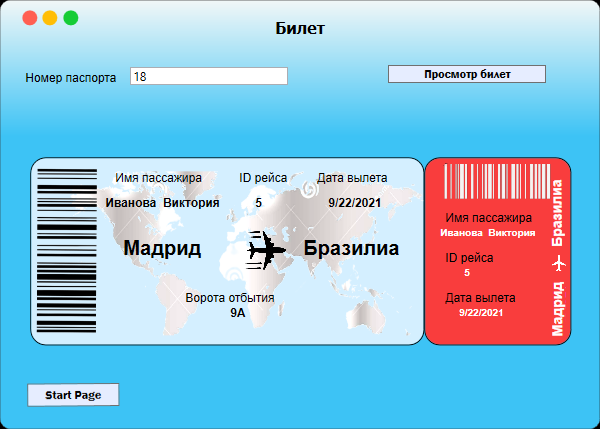 Билет
Номер паспорта 18 Просмотр билет
Имя пассажира ID рейса Дата вылета
Иванова Виктория 5 9/22/2021
Мадрид Бразилиа
Ворота отбытия
9A
Имя пассажира
Иванова Виктория
ID рейса
5
Дата вылета
9/22/2021
Мадрид Бразилиа
Start Page